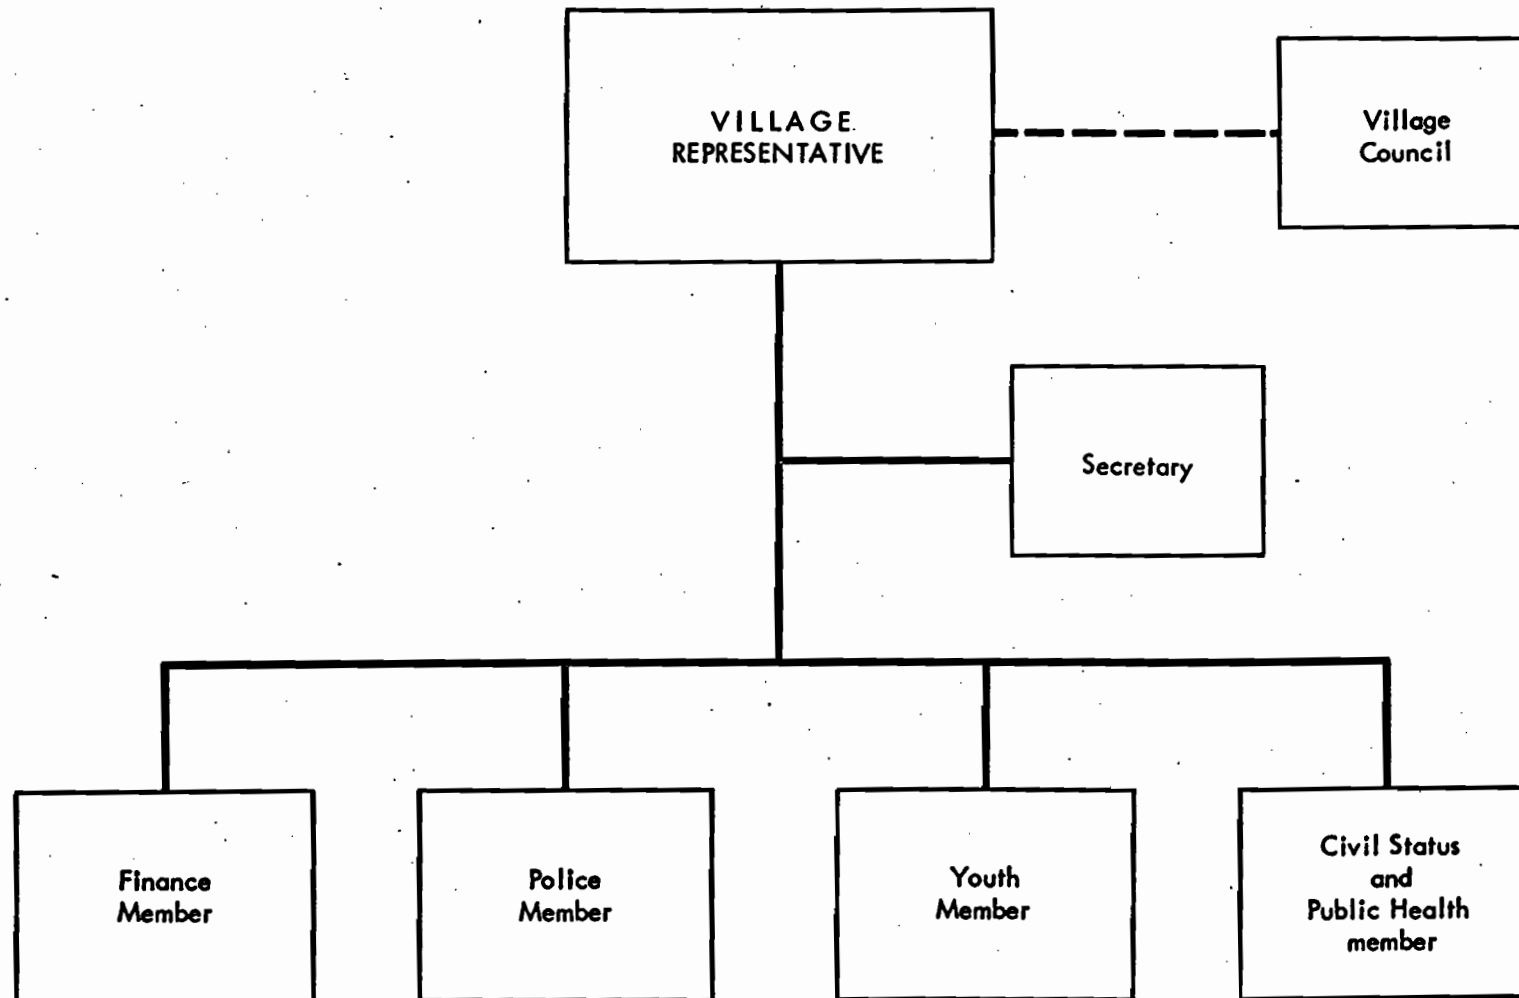 VILLAGE
REPRESENTATIVE
Village
Council
Secretary
Finance
Member
Police
Member
Youth
Member
Civil Status
and
Public Health
member